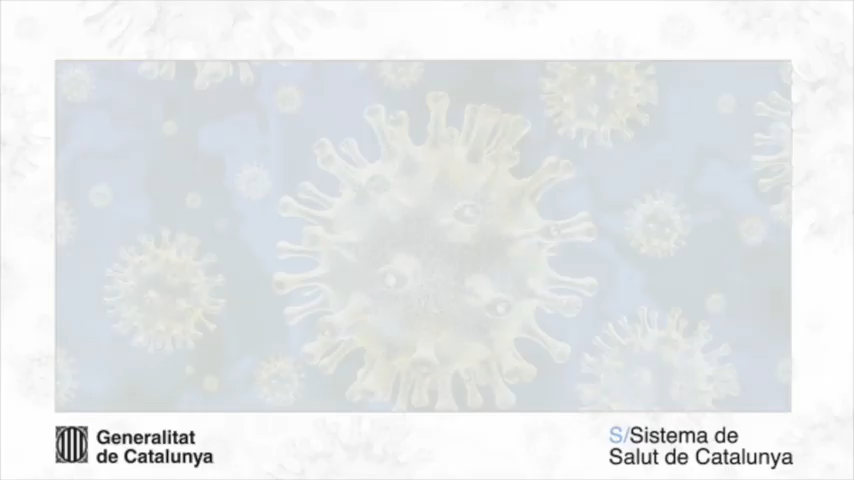 Generalitat
de Catalunya
S/Sistema de
Salut de Catalunya